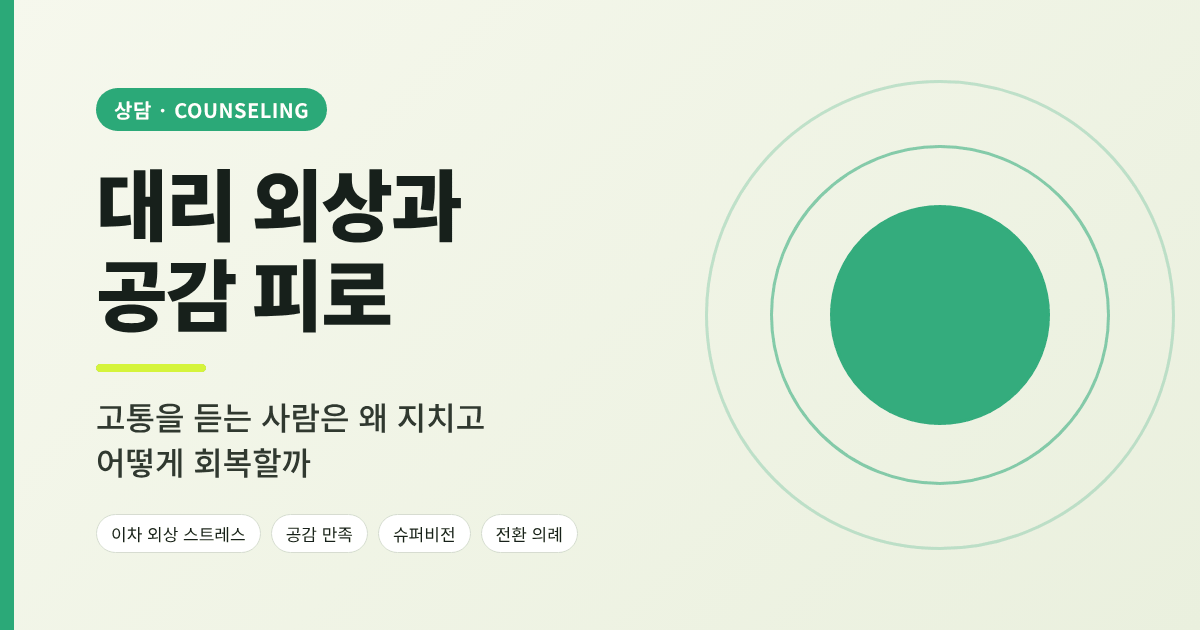 상담 · COUNSELING
대리 외상과
공감 피로
고통을 듣는 사람은 왜 지치고
어떻게 회복할까
이차 외상 스트레스
공감 만족
슈퍼비전
전환 의례